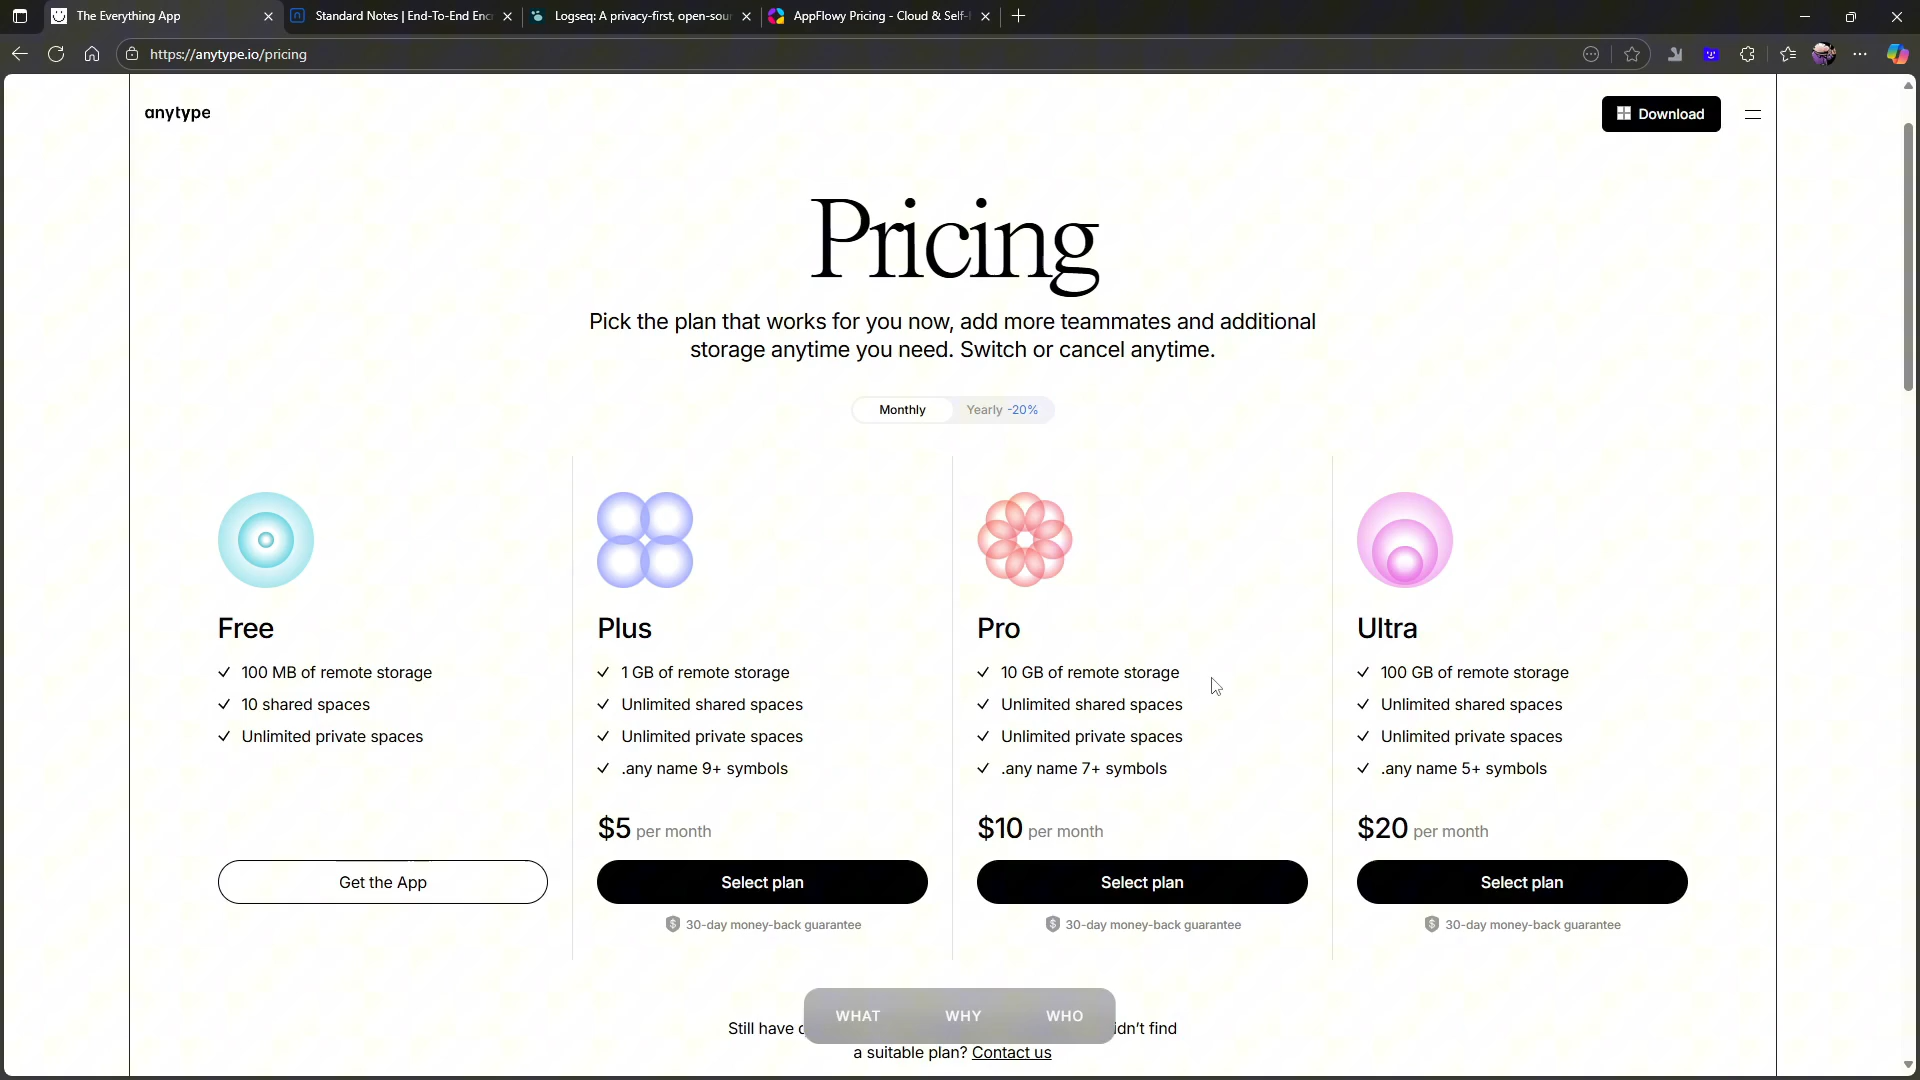 The Everything App
Standard Notes | End-To-End Enc
Logseq: A privacy-first, open-sour
AppFlowy Pricing - Cloud & Self-
https://anytype.io/pricing
anytype
Download
Pricing
Pick the plan that works for you now, add more teammates and additional
storage anytime you need. Switch or cancel anytime.
Monthly
Yearly -20%
Free
100 MB of remote storage
10 shared spaces
Unlimited private spaces
Get the App
Plus
1 GB of remote storage
Unlimited shared spaces
Unlimited private spaces
.any name 9+ symbols
$5 per month
Select plan
30-day money-back guarantee
Pro
10 GB of remote storage
Unlimited shared spaces
Unlimited private spaces
.any name 7+ symbols
$10 per month
Select plan
30-day money-back guarantee
Ultra
100 GB of remote storage
Unlimited shared spaces
Unlimited private spaces
.any name 5+ symbols
$20 per month
Select plan
30-day money-back guarantee
WHAT WHY WHO
Still have idn't find
a suitable plan? Contact us